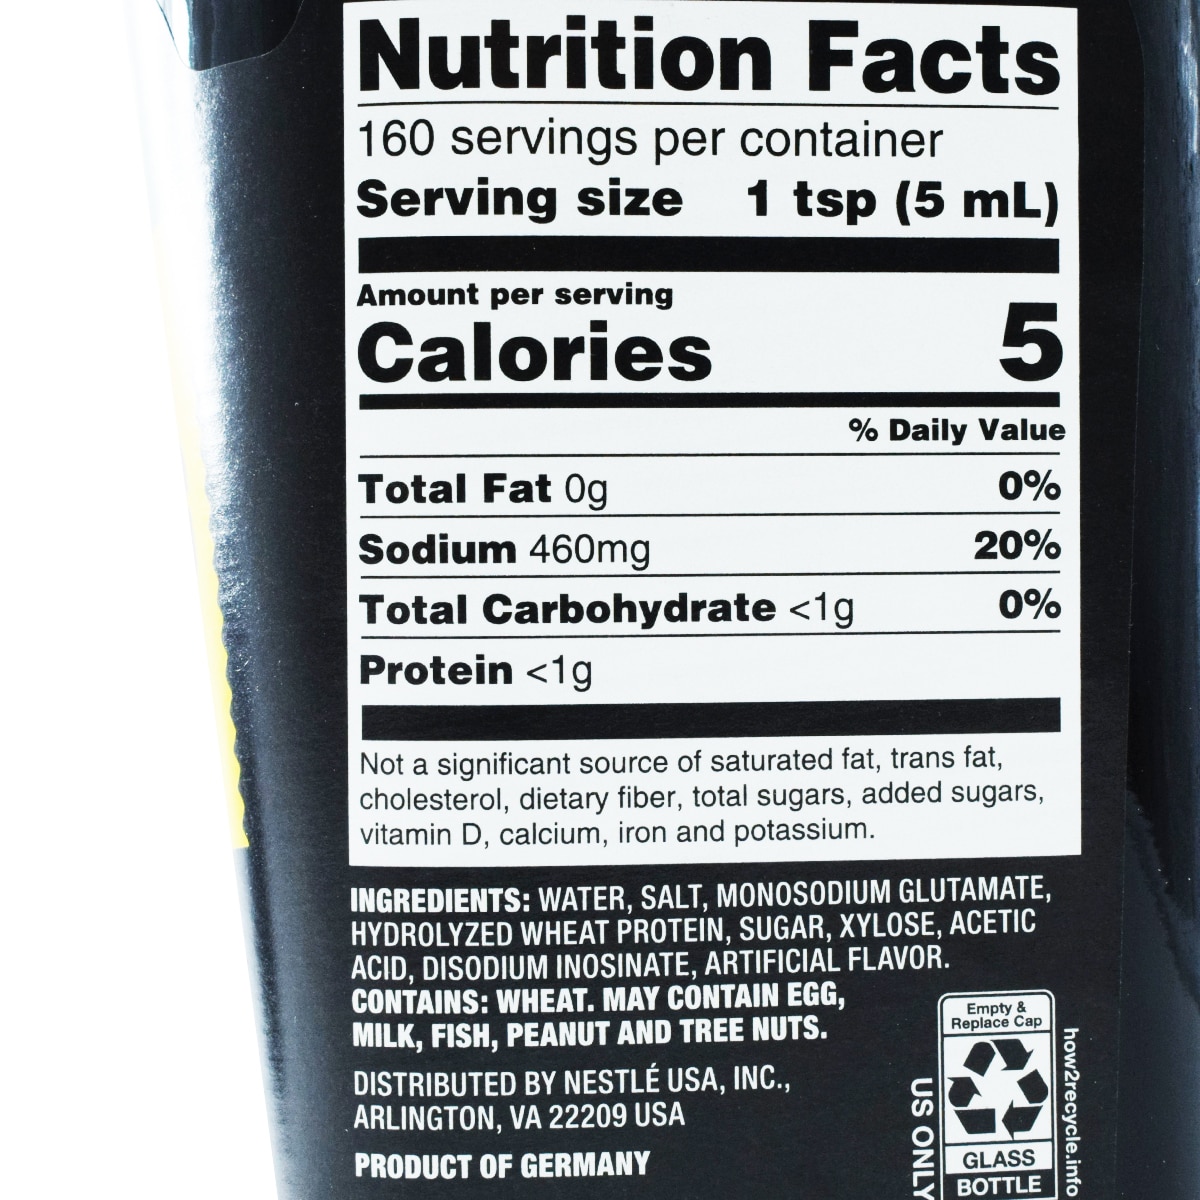 Nutrition Facts
160 servings per container
Serving size 1 tsp (5 mL)
Amount per serving
Calories 5
% Daily Value
Total Fat 0g 0%
Sodium 460mg 20%
Total Carbohydrate <1g 0%
Protein <1g
Not a significant source of saturated fat, trans fat,
cholesterol, dietary fiber, total sugars, added sugars,
vitamin D, calcium, iron and potassium.
INGREDIENTS: WATER, SALT, MONOSODIUM GLUTAMATE,
HYDROLYZED WHEAT PROTEIN, SUGAR, XYLOSE, ACETIC
ACID, DISODIUM INOSINATE, ARTIFICIAL FLAVOR.
CONTAINS: WHEAT. MAY CONTAIN EGG,
MILK, FISH, PEANUT AND TREE NUTS.
DISTRIBUTED BY NESTLÉ USA, INC.,
ARLINGTON, VA 22209 USA
PRODUCT OF GERMANY
Empty &
Replace Cap
GLASS
BOTTLE
US ONLY
how2recycle.info